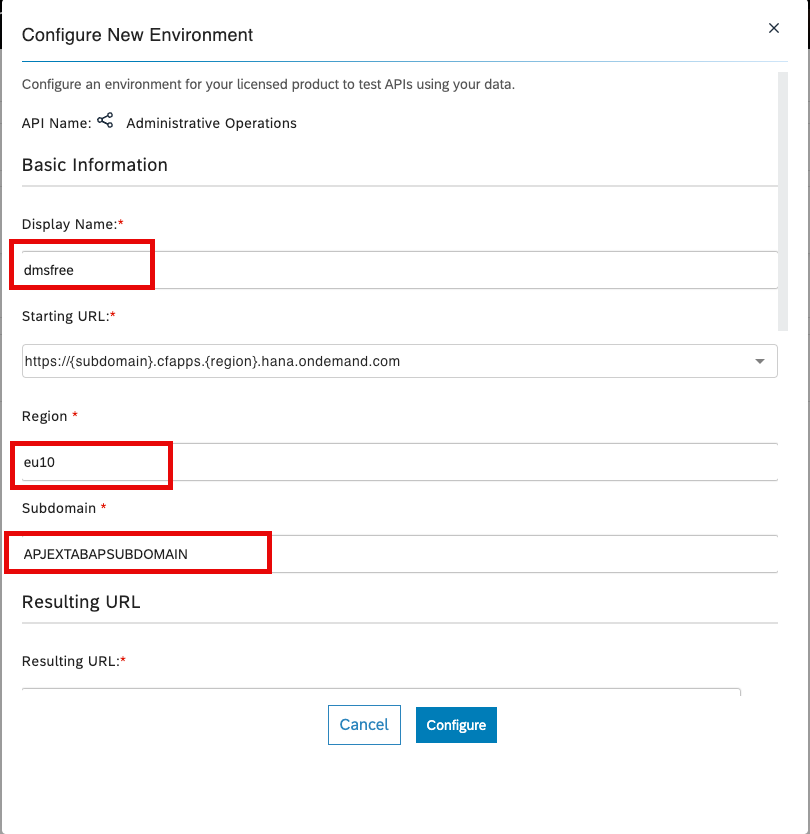 Configure New Environment
Configure an environment for your licensed product to test APIs using your data.
API Name: Administrative Operations
Basic Information
Display Name:*
dmsfree
Starting URL:*
https://{subdomain}.cfapps.{region}.hana.ondemand.com
Region *
eu10
Subdomain *
APJEXTABAPSUBDOMAIN
Resulting URL
Resulting URL:*
Cancel Configure